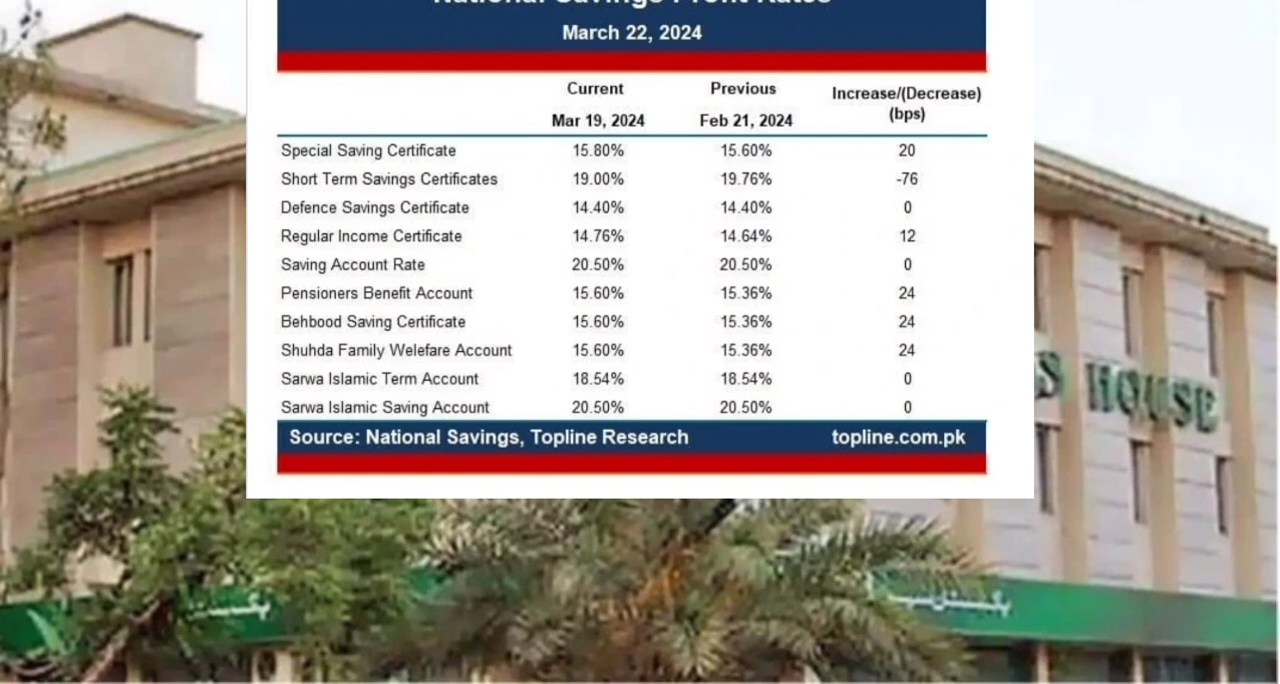 National Savings Profit Rates
March 22, 2024
Current Previous Increase/(Decrease)
Mar 19, 2024 Feb 21, 2024 (bps)
Special Saving Certificate 15.80% 15.60% 20
Short Term Savings Certificates 19.00% 19.76% -76
Defence Savings Certificate 14.40% 14.40% 0
Regular Income Certificate 14.76% 14.64% 12
Saving Account Rate 20.50% 20.50% 0
Pensioners Benefit Account 15.60% 15.36% 24
Behbood Saving Certificate 15.60% 15.36% 24
Shuhda Family Welefare Account 15.60% 15.36% 24
Sarwa Islamic Term Account 18.54% 18.54% 0
Sarwa Islamic Saving Account 20.50% 20.50% 0
Source: National Savings, Topline Research topline.com.pk
HOUSE